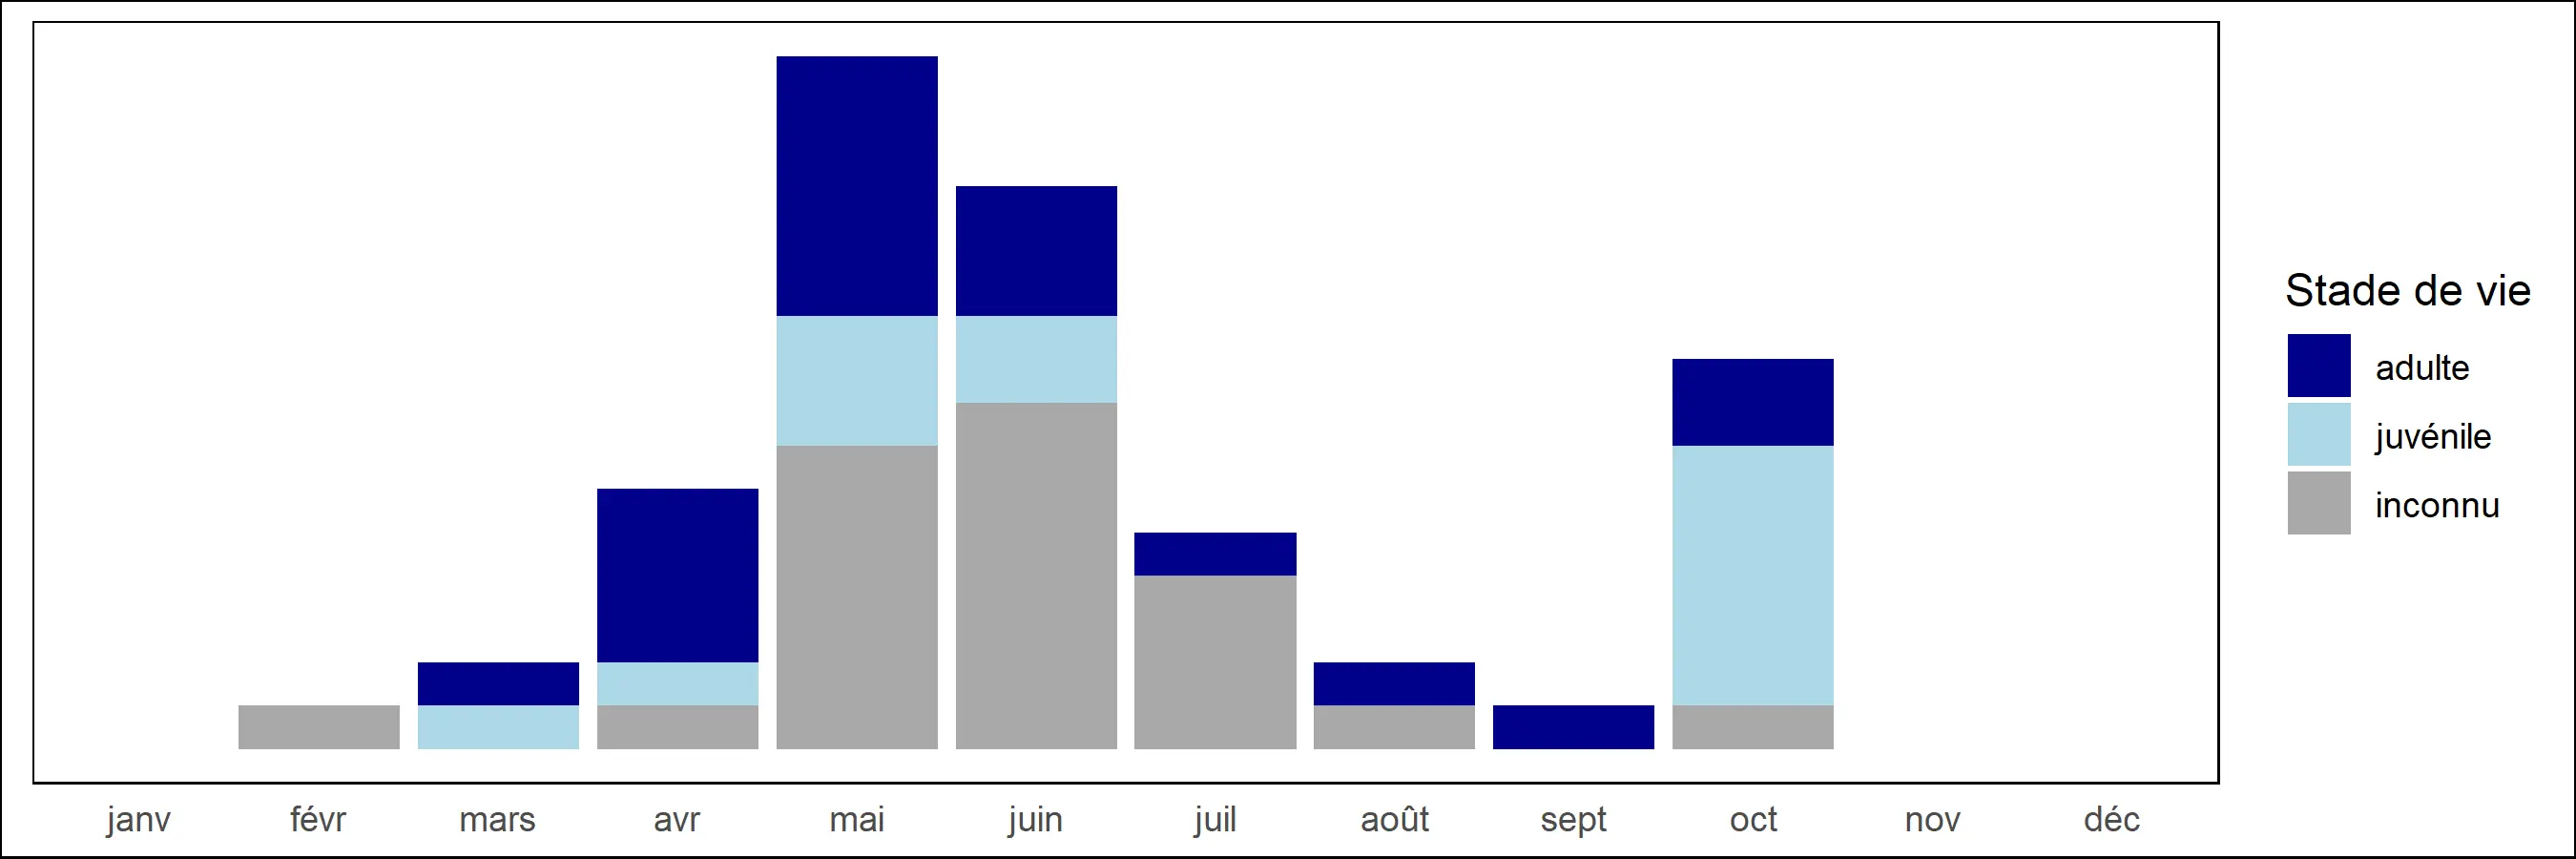 Stade de vie
adulte
juvénile
inconnu
janv févr mars avr mai juin juil août sept oct nov déc